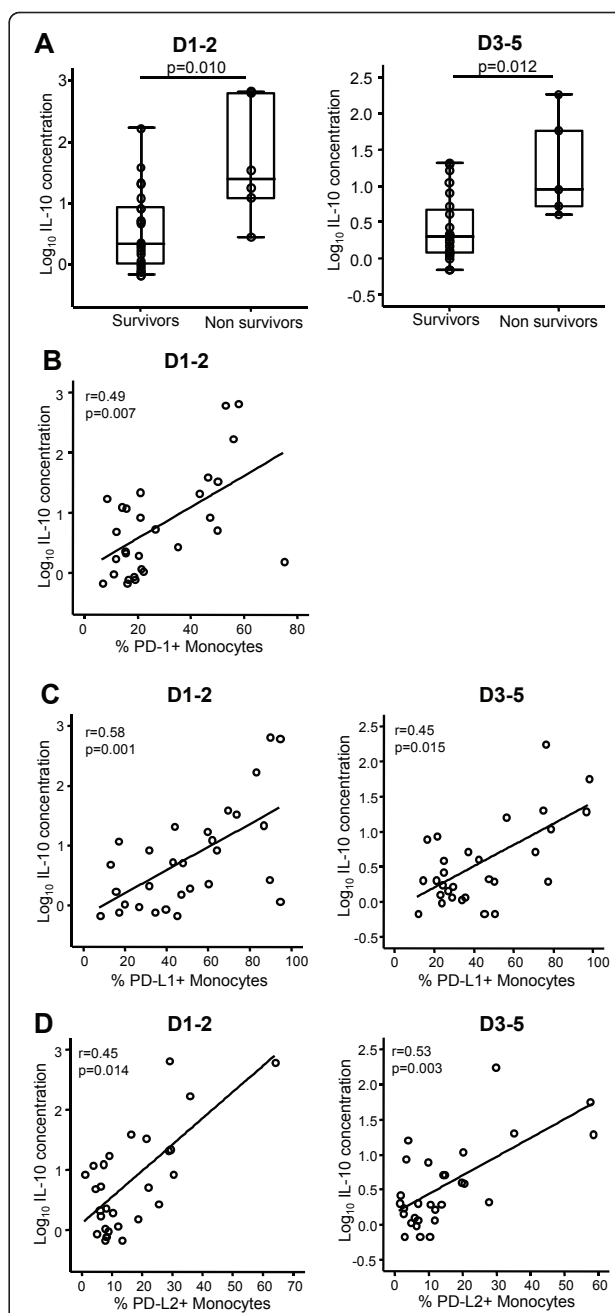 A
D1-2
D3-5
p=0.010
p=0.012
Log10 IL-10 concentration
3
2
1
0
Survivors
Non survivors
Log10 IL-10 concentration
2.5
2.0
1.5
1.0
0.5
0.0
-0.5
Survivors
Non survivors
B
D1-2
r=0.49
p=0.007
Log10 IL-10 concentration
3
2
1
0
0 20 40 60 80
% PD-1+ Monocytes
C
D1-2
r=0.58
p=0.001
Log10 IL-10 concentration
3
2
1
0
0 20 40 60 80 100
% PD-L1+ Monocytes
D3-5
r=0.45
p=0.015
Log10 IL-10 concentration
2.5
2.0
1.5
1.0
0.5
0.0
-0.5
0 20 40 60 80 100
% PD-L1+ Monocytes
D
D1-2
r=0.45
p=0.014
Log10 IL-10 concentration
3
2
1
0
0 10 20 30 40 50 60 70
% PD-L2+ Monocytes
D3-5
r=0.53
p=0.003
Log10 IL-10 concentration
2.5
2.0
1.5
1.0
0.5
0.0
-0.5
0 10 20 30 40 50 60
% PD-L2+ Monocytes